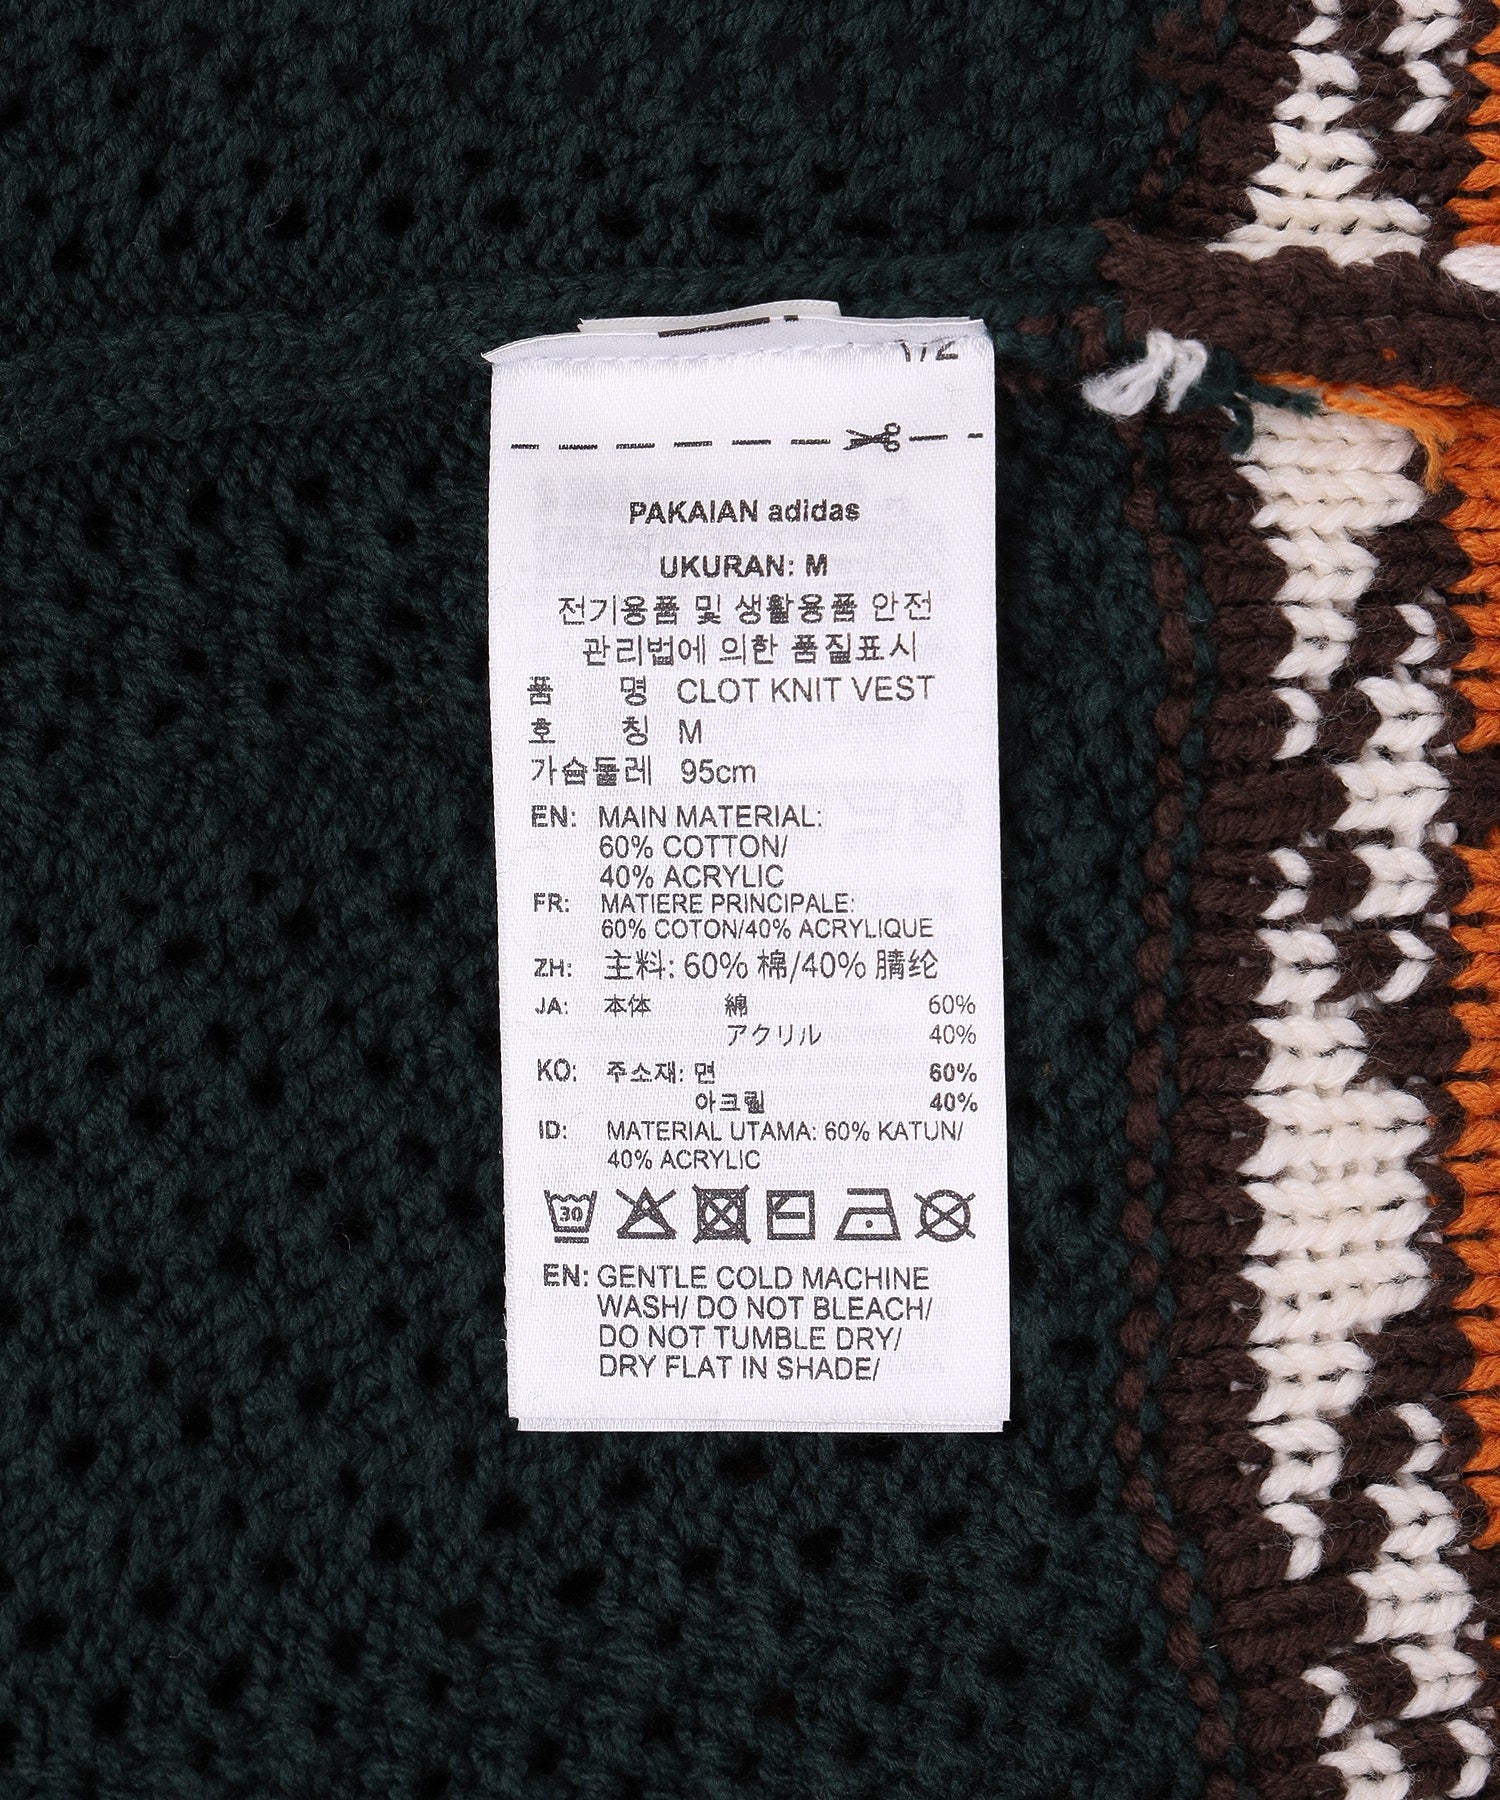 1/2
PAKAIAN adidas
UKURAN: M
전기용품 및 생활용품 안전
관리법에 의한 품질표시
품 명 CLOT KNIT VEST
호 칭 M
가슴둘레 95cm
EN: MAIN MATERIAL:
60% COTTON/
40% ACRYLIC
FR: MATIERE PRINCIPALE:
60% COTON/40% ACRYLIQUE
ZH: 主料: 60% 棉/40% 腈纶
JA: 本体 綿 60%
アクリル 40%
KO: 주소재: 면 60%
아크릴 40%
ID: MATERIAL UTAMA: 60% KATUN/
40% ACRYLIC
30
EN: GENTLE COLD MACHINE
WASH/ DO NOT BLEACH/
DO NOT TUMBLE DRY/
DRY FLAT IN SHADE/